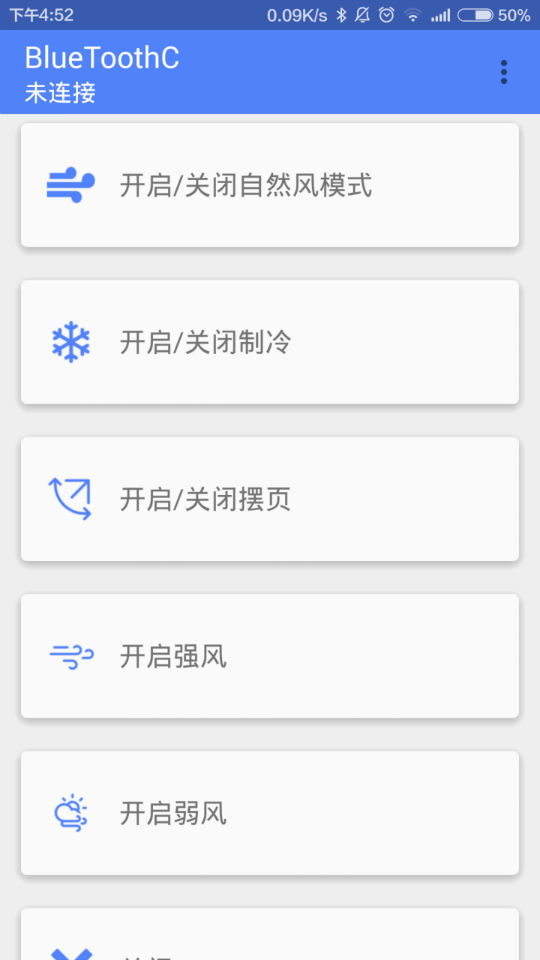 下午4:52
0.09K/s
50%
BlueToothC
未连接
开启/关闭自然风模式
开启/关闭制冷
开启/关闭摆页
开启强风
开启弱风